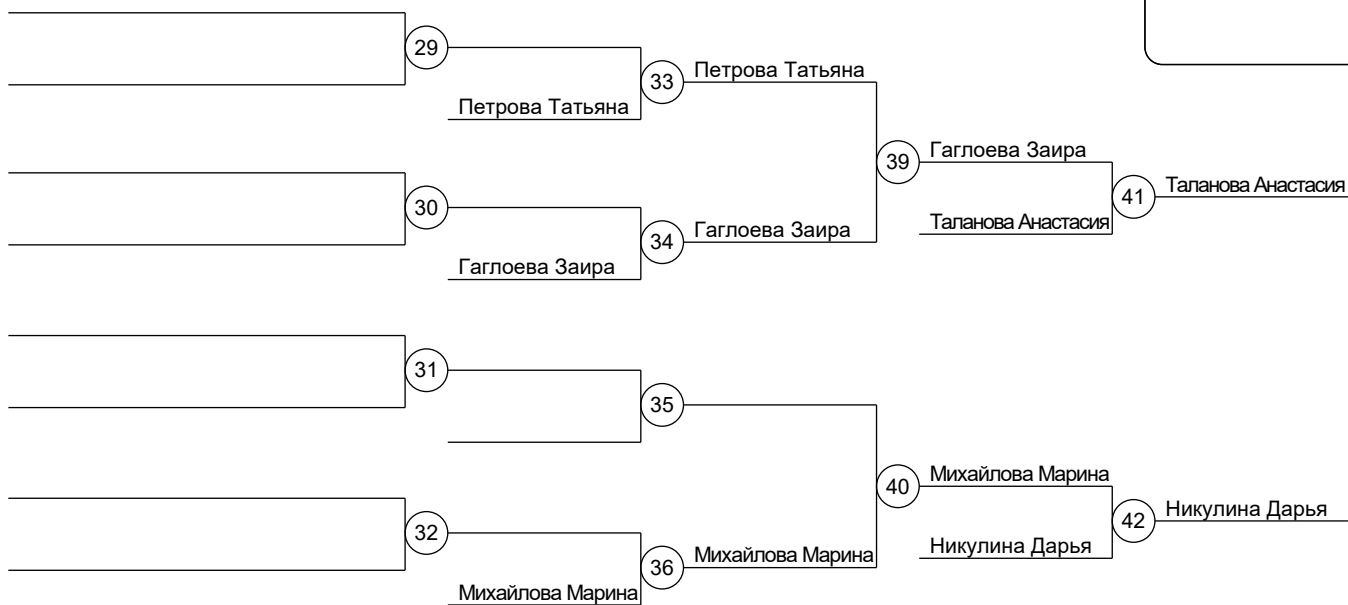 29
33
Петрова Татьяна
Петрова Татьяна
39
Гаглоева Заира
41
Таланова Анастасия
30
34
Гаглоева Заира
Таланова Анастасия
Гаглоева Заира
31
35
40
Михайлова Марина
42
Никулина Дарья
32
36
Михайлова Марина
Никулина Дарья
Михайлова Марина